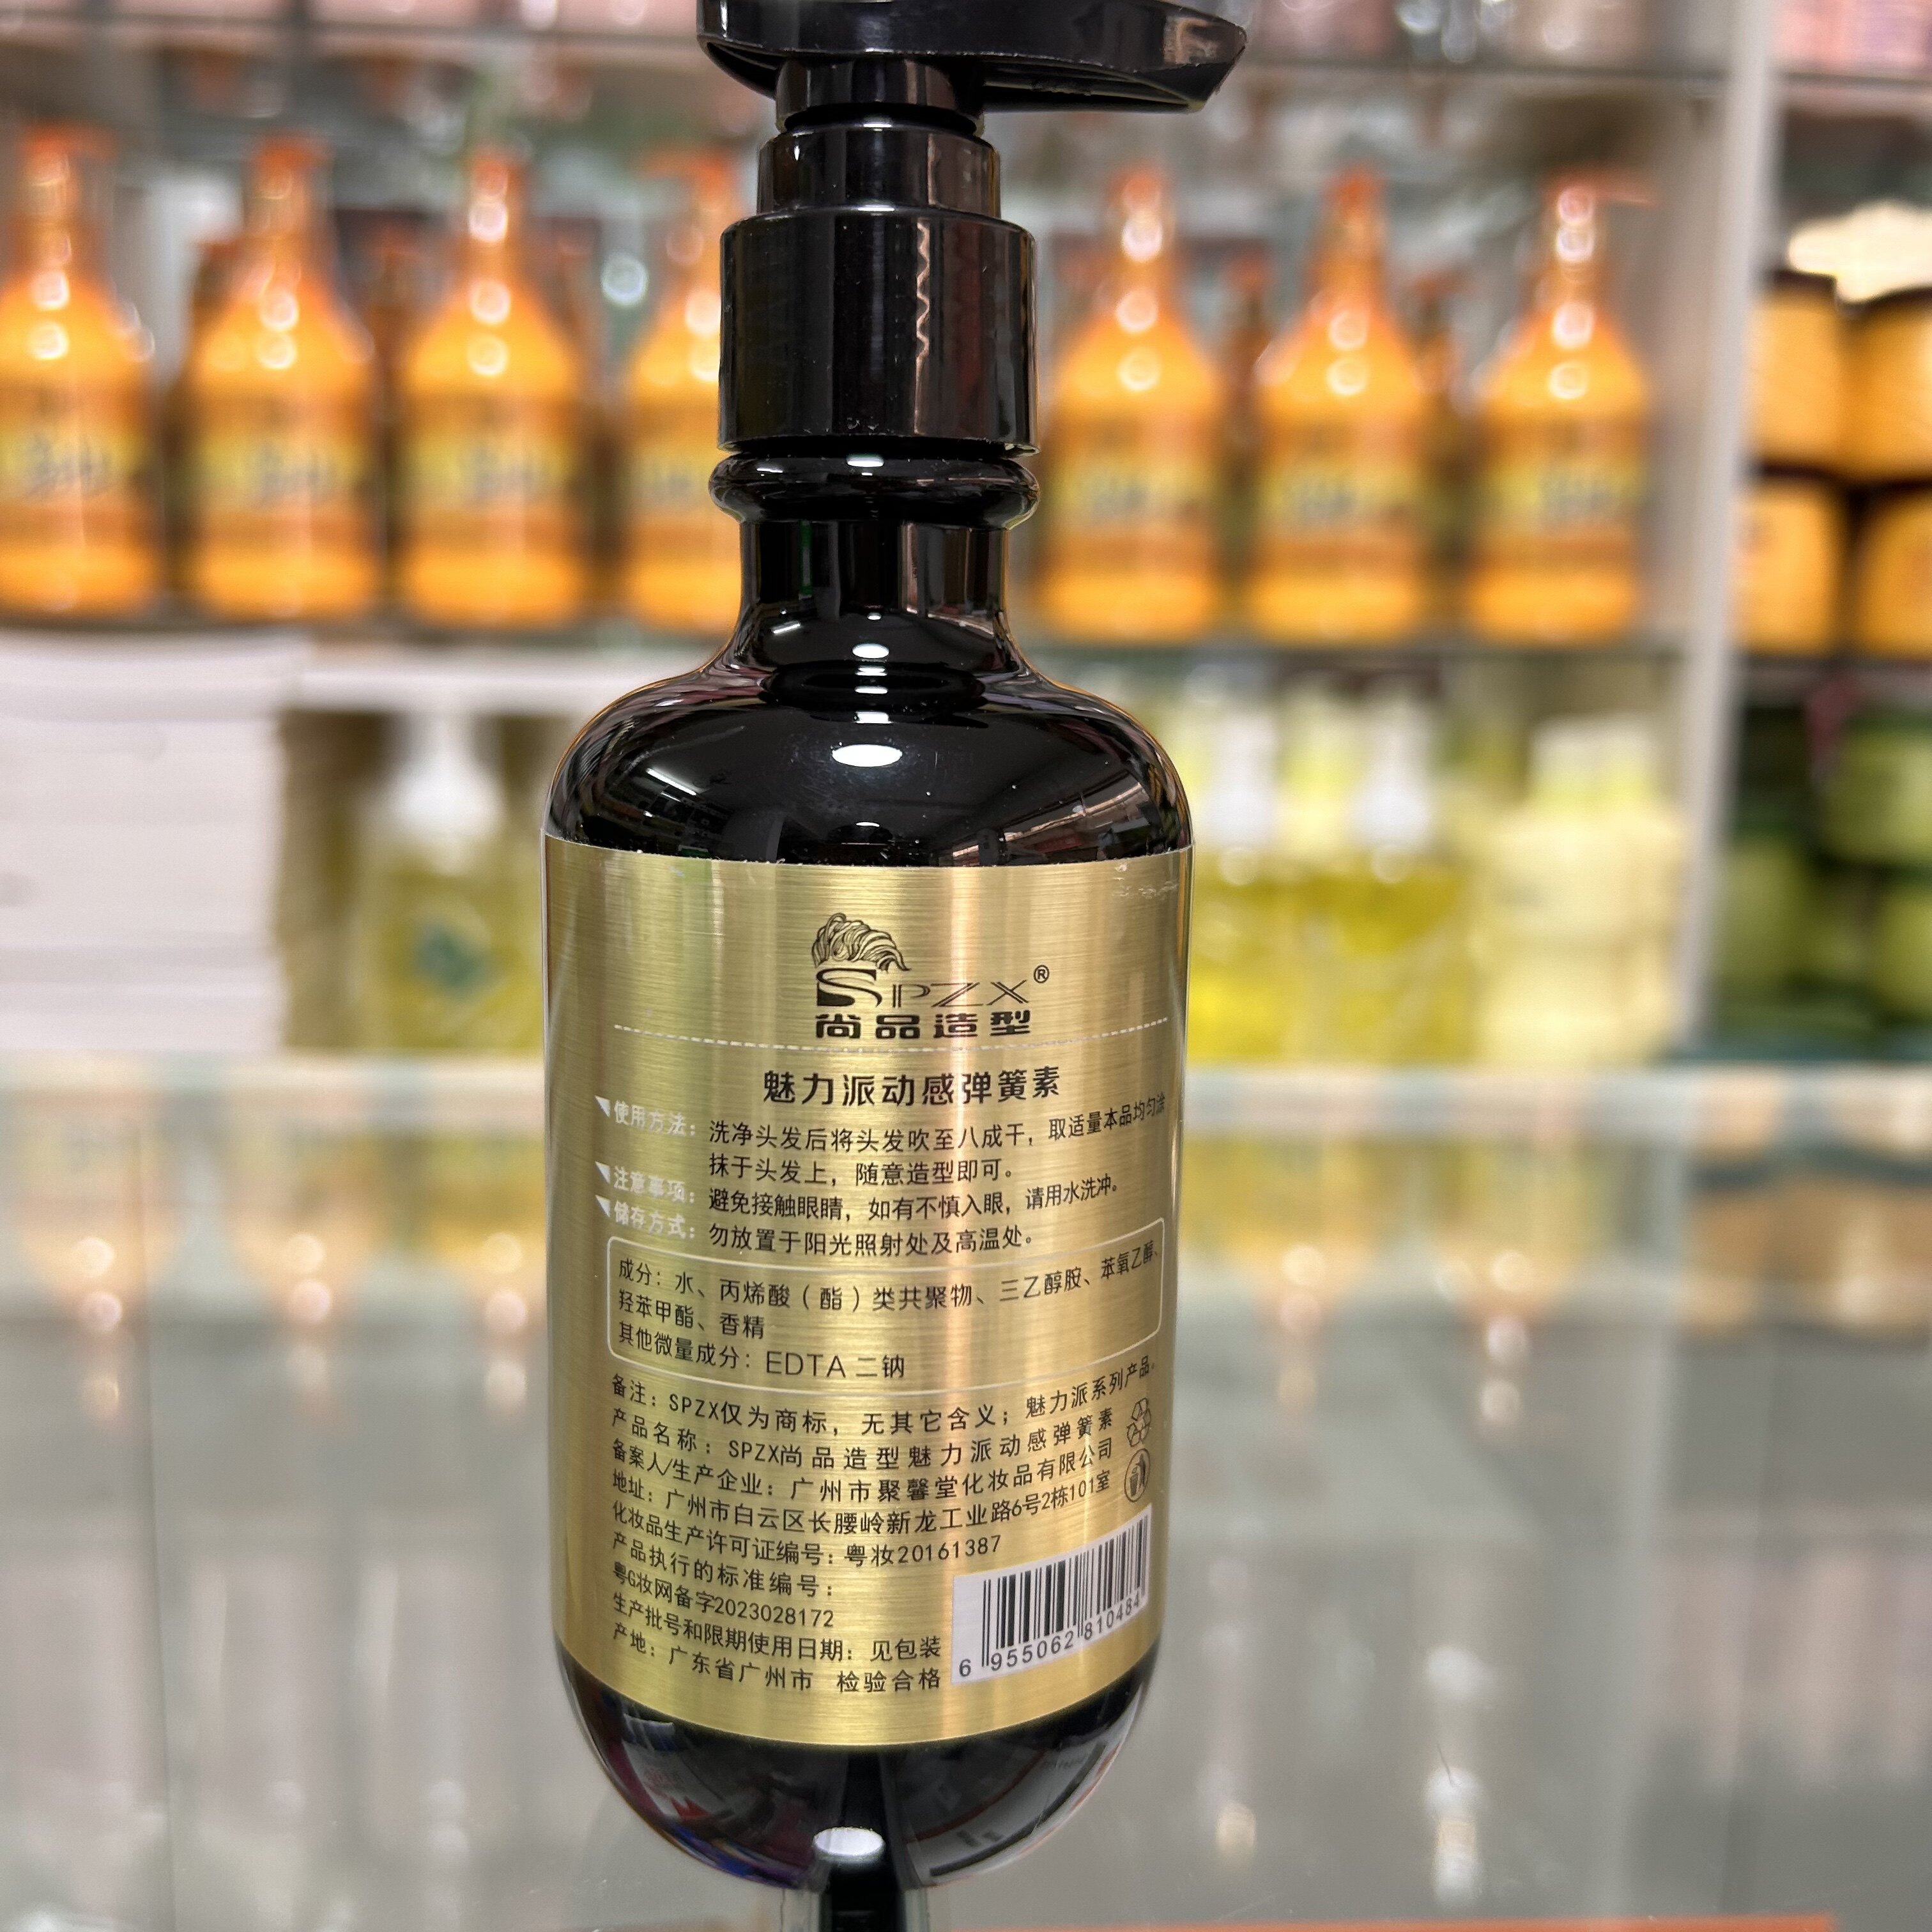 SPZX®
尚品造型
魅力派动感弹簧素
使用方法：洗净头发后将头发吹至八成干，取适量本品均匀涂
抹于头发上，随意造型即可。
注意事项：避免接触眼睛，如有不慎入眼，请用水洗冲。
储存方式：勿放置于阳光照射处及高温处。
成分：水、丙烯酸（酯）类共聚物、三乙醇胺、苯氧乙醇、
羟苯甲酯、香精
其他微量成分：EDTA 二钠
备注：SPZX仅为商标，无其它含义；魅力派系列产品。
产品名称：SPZX尚品造型魅力派动感弹簧素
备案人/生产企业：广州市聚馨堂化妆品有限公司
地址：广州市白云区长腰岭新龙工业路6号2栋101室
化妆品生产许可证编号：粤妆20161387
产品执行的标准编号：
粤G妆网备字2023028172
生产批号和限期使用日期：见包装
产地：广东省广州市 检验合格
6 955062 810484